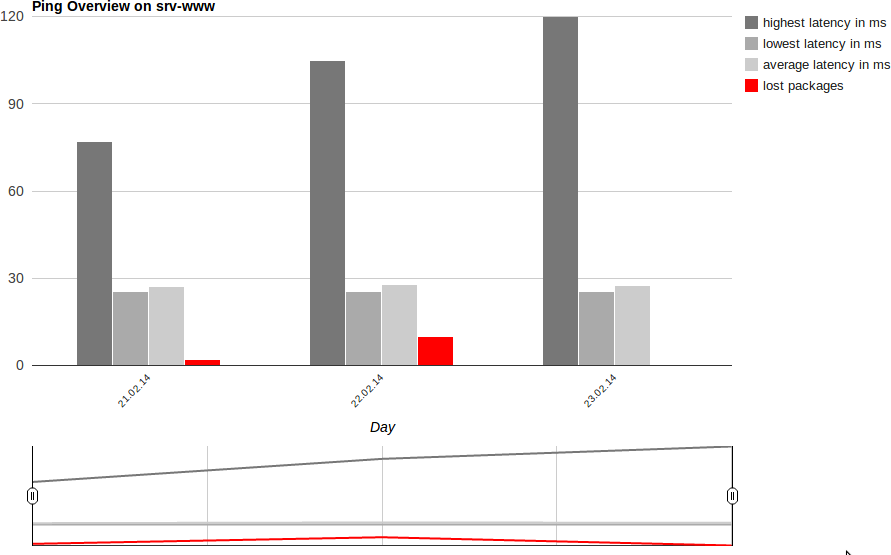 Ping Overview on srv-www
120
90
60
30
0
highest latency in ms
lowest latency in ms
average latency in ms
lost packages
21.02.14
22.02.14
23.02.14
Day